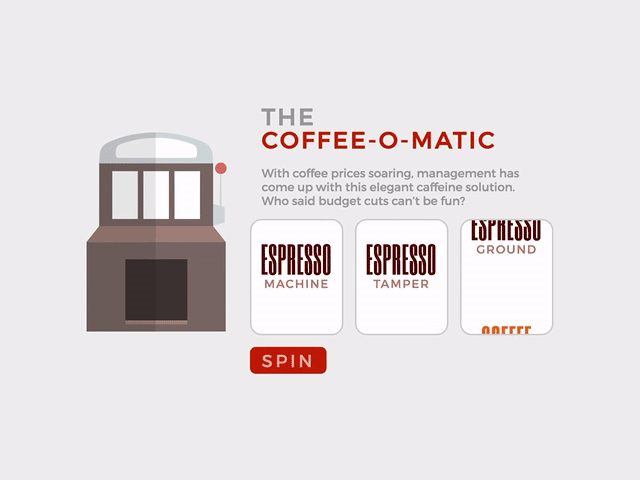 THE
COFFEE-O-MATIC
With coffee prices soaring, management has
come up with this elegant caffeine solution.
Who said budget cuts can't be fun?
ESPRESSO
MACHINE
ESPRESSO
TAMPER
ESPRESSO
GROUND
COFFEE
SPIN